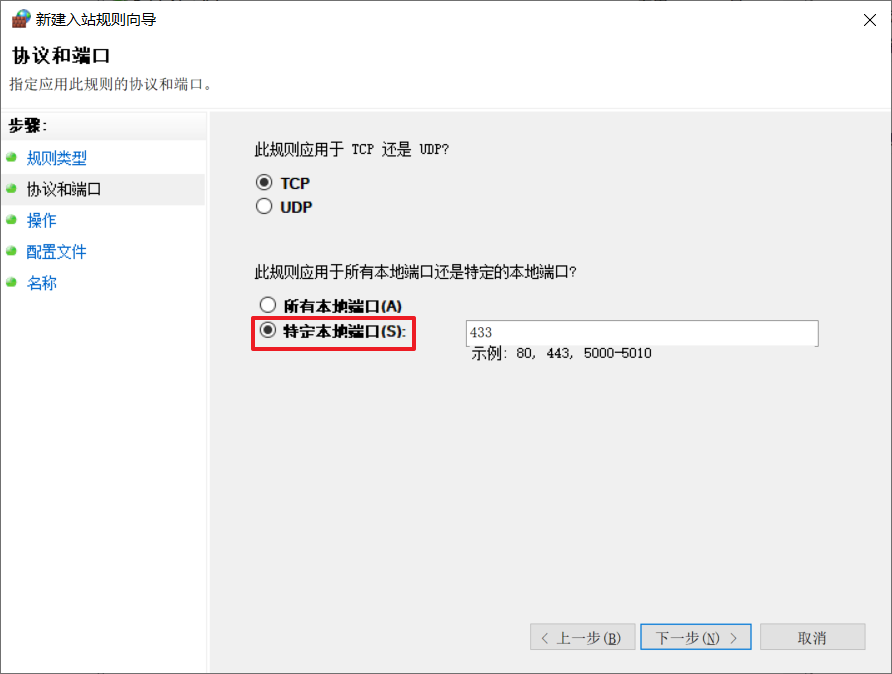 新建入站规则向导
协议和端口
指定应用此规则的协议和端口。
步骤:
规则类型
协议和端口
操作
配置文件
名称
此规则应用于 TCP 还是 UDP?
TCP
UDP
此规则应用于所有本地端口还是特定的本地端口?
所有本地端口(A)
特定本地端口(S): 433
示例: 80, 443, 5000-5010
< 上一步(B) 下一步(N) > 取消